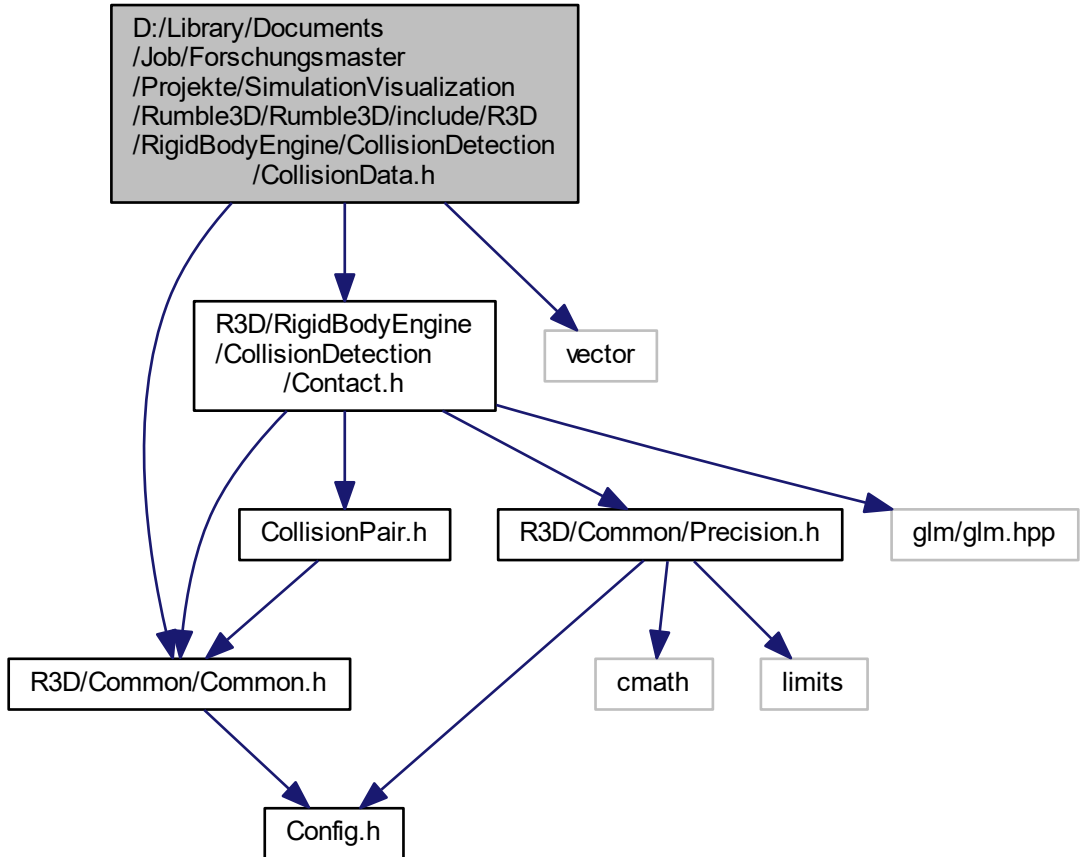 D:/Library/Documents
/Job/Forschungsmaster
/Projekte/SimulationVisualization
/Rumble3D/Rumble3D/include/R3D
/RigidBodyEngine/CollisionDetection
/CollisionData.h
R3D/RigidBodyEngine
/CollisionDetection
/Contact.h
vector
CollisionPair.h
R3D/Common/Precision.h
glm/glm.hpp
R3D/Common/Common.h
cmath
limits
Config.h